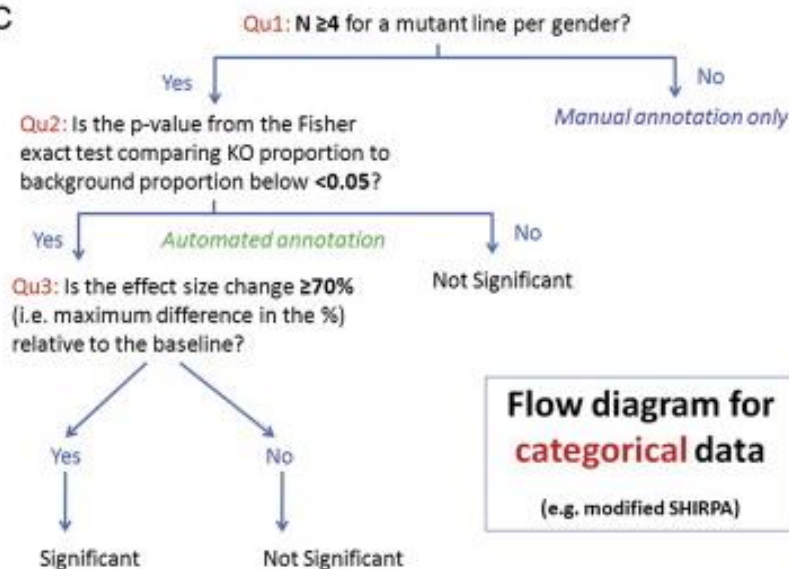 C
Qu1: N ≥4 for a mutant line per gender?
Yes
No
Manual annotation only
Qu2: Is the p-value from the Fisher
exact test comparing KO proportion to
background proportion below <0.05?
Yes
Automated annotation
No
Not Significant
Qu3: Is the effect size change ≥70%
(i.e. maximum difference in the %)
relative to the baseline?
Yes
No
Significant
Not Significant
Flow diagram for
categorical data
(e.g. modified SHIRPA)